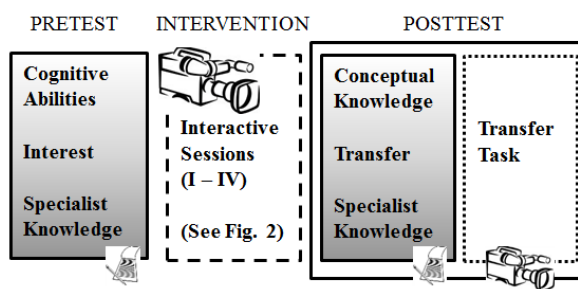 PRETEST
INTERVENTION
POSTTEST
Cognitive
Abilities
Interest
Specialist
Knowledge
Interactive
Sessions
(I – IV)
(See Fig. 2)
Conceptual
Knowledge
Transfer
Specialist
Knowledge
Transfer
Task